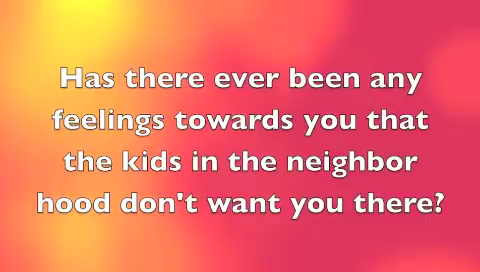 Has there ever been any
feelings towards you that
the kids in the neighbor
hood don't want you there?